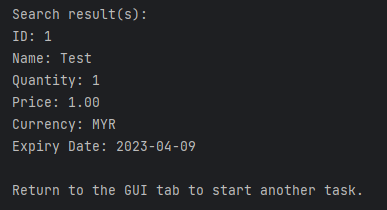 Search result(s):
ID: 1
Name: Test
Quantity: 1
Price: 1.00
Currency: MYR
Expiry Date: 2023-04-09
Return to the GUI tab to start another task.